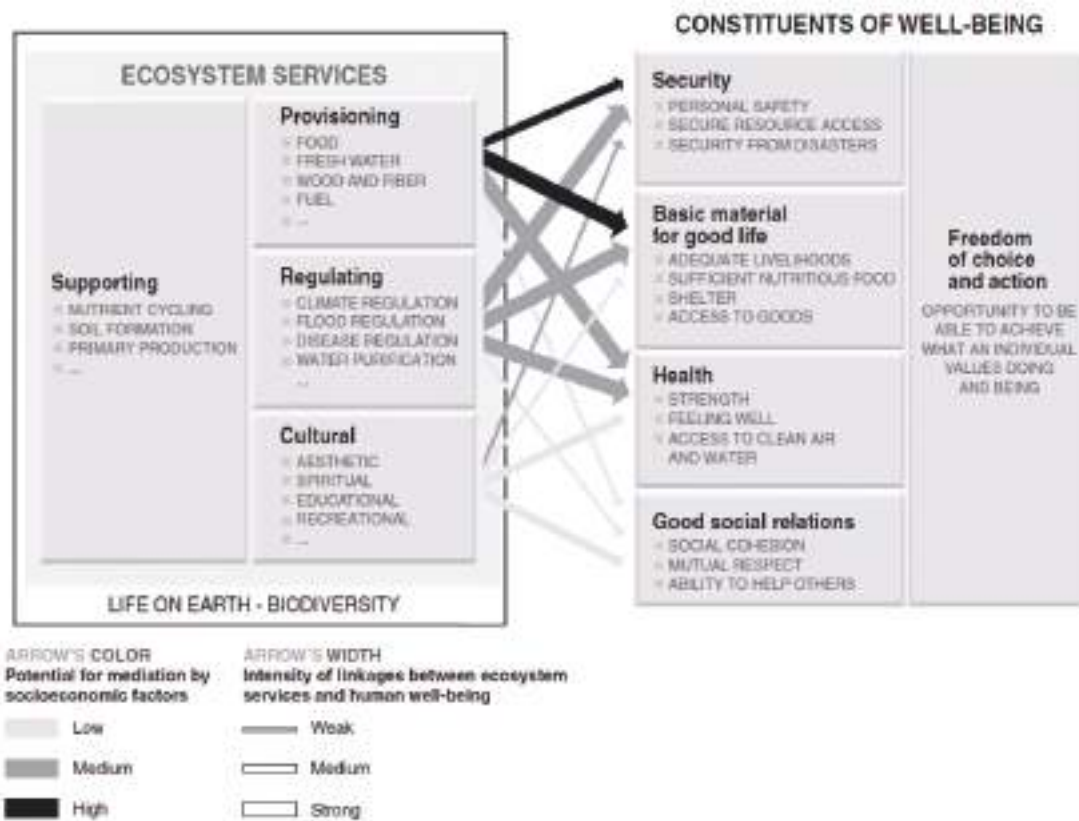 CONSTITUENTS OF WELL-BEING
ECOSYSTEM SERVICES
Supporting
NUTRIENT CYCLING
SOIL FORMATION
PRIMARY PRODUCTION
...
Provisioning
FOOD
FRESH WATER
WOOD AND FIBER
FUEL
...
Regulating
CLIMATE REGULATION
FLOOD REGULATION
DISEASE REGULATION
WATER PURIFICATION
...
Cultural
AESTHETIC
SPIRITUAL
EDUCATIONAL
RECREATIONAL
...
LIFE ON EARTH - BIODIVERSITY
Security
PERSONAL SAFETY
SECURE RESOURCE ACCESS
SECURITY FROM DISASTERS
Basic material
for good life
ADEQUATE LIVELIHOODS
SUFFICIENT NUTRITIOUS FOOD
SHELTER
ACCESS TO GOODS
Health
STRENGTH
FEELING WELL
ACCESS TO CLEAN AIR
AND WATER
Good social relations
SOCIAL COHESION
MUTUAL RESPECT
ABILITY TO HELP OTHERS
Freedom
of choice
and action
OPPORTUNITY TO BE
ABLE TO ACHIEVE
WHAT AN INDIVIDUAL
VALUES DOING
AND BEING
ARROW'S COLOR
Potential for mediation by
socioeconomic factors
Low
Medium
High
ARROW'S WIDTH
Intensity of linkages between ecosystem
services and human well-being
Weak
Medium
Strong